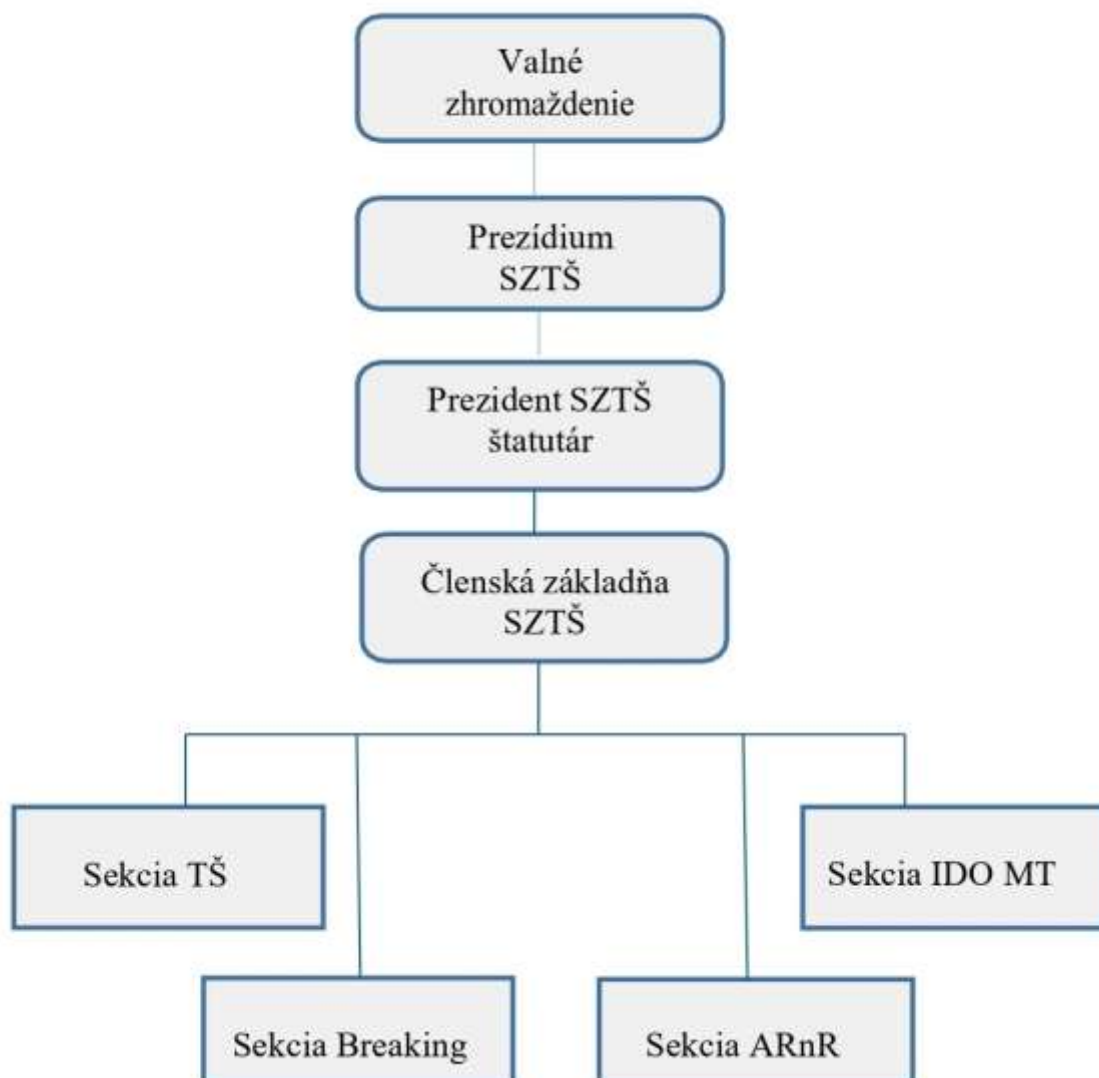 Valné
zhromaždenie
Prezídium
SZTŠ
Prezident SZTŠ
štatutár
Členská základňa
SZTŠ
Sekcia TŠ
Sekcia IDO MT
Sekcia Breaking
Sekcia ARnR